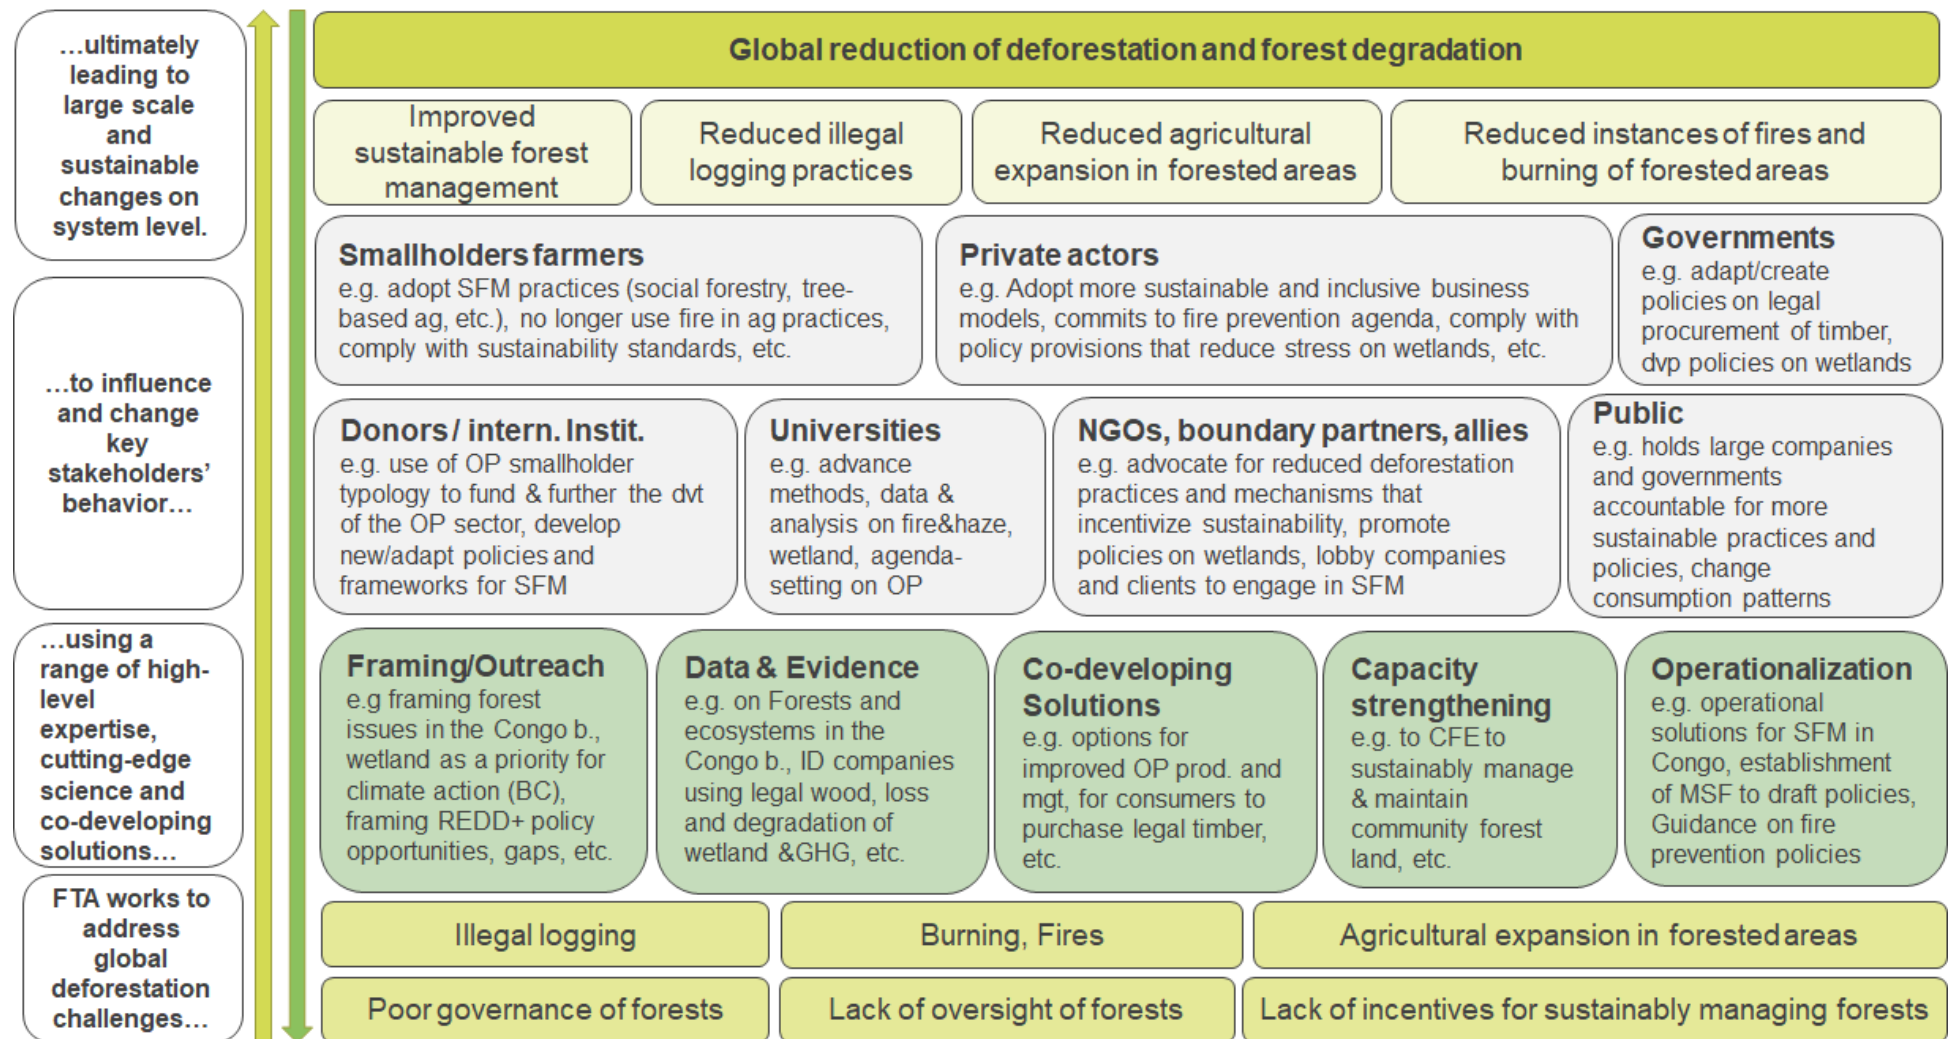 …ultimately
leading to
large scale
and
sustainable
changes on
system level.
Global reduction of deforestation and forest degradation
Improved
sustainable forest
management
Reduced illegal
logging practices
Reduced agricultural
expansion in forested areas
Reduced instances of fires and
burning of forested areas
…to influence
and change
key
stakeholders’
behavior…
Smallholders farmers
e.g. adopt SFM practices (social forestry, tree-
based ag, etc.), no longer use fire in ag practices,
comply with sustainability standards, etc.
Private actors
e.g. Adopt more sustainable and inclusive business
models, commits to fire prevention agenda, comply with
policy provisions that reduce stress on wetlands, etc.
Governments
e.g. adapt/create
policies on legal
procurement of timber,
dvp policies on wetlands
Donors / intern. Instit.
e.g. use of OP smallholder
typology to fund & further the dvt
of the OP sector, develop
new/adapt policies and
frameworks for SFM
Universities
e.g. advance
methods, data &
analysis on fire&haze,
wetland, agenda-
setting on OP
NGOs, boundary partners, allies
e.g. advocate for reduced deforestation
practices and mechanisms that
incentivize sustainability, promote
policies on wetlands, lobby companies
and clients to engage in SFM
Public
e.g. holds large companies
and governments
accountable for more
sustainable practices and
policies, change
consumption patterns
…using a
range of high-
level
expertise,
cutting-edge
science and
co-developing
solutions…
Framing/Outreach
e.g framing forest
issues in the Congo b.,
wetland as a priority for
climate action (BC),
framing REDD+ policy
opportunities, gaps, etc.
Data & Evidence
e.g. on Forests and
ecosystems in the
Congo b., ID companies
using legal wood, loss
and degradation of
wetland &GHG, etc.
Co-developing
Solutions
e.g. options for
improved OP prod. and
mgt, for consumers to
purchase legal timber,
etc.
Capacity
strengthening
e.g. to CFE to
sustainably manage
& maintain
community forest
land, etc.
Operationalization
e.g. operational
solutions for SFM in
Congo, establishment
of MSF to draft policies,
Guidance on fire
prevention policies
FTA works to
address
global
deforestation
challenges…
Illegal logging
Burning, Fires
Agricultural expansion in forested areas
Poor governance of forests
Lack of oversight of forests
Lack of incentives for sustainably managing forests